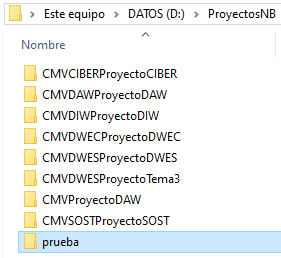 Este equipo > DATOS (D:) > ProyectosNB
Nombre
CMVCIBERProyectoCIBER
CMVDAWProyectoDAW
CMVDIWProyectoDIW
CMVDWECProyectoDWEC
CMVDWESProyectoDWES
CMVDWESProyectoTema3
CMVProyectoDAW
CMVSOSTProyectoSOST
prueba